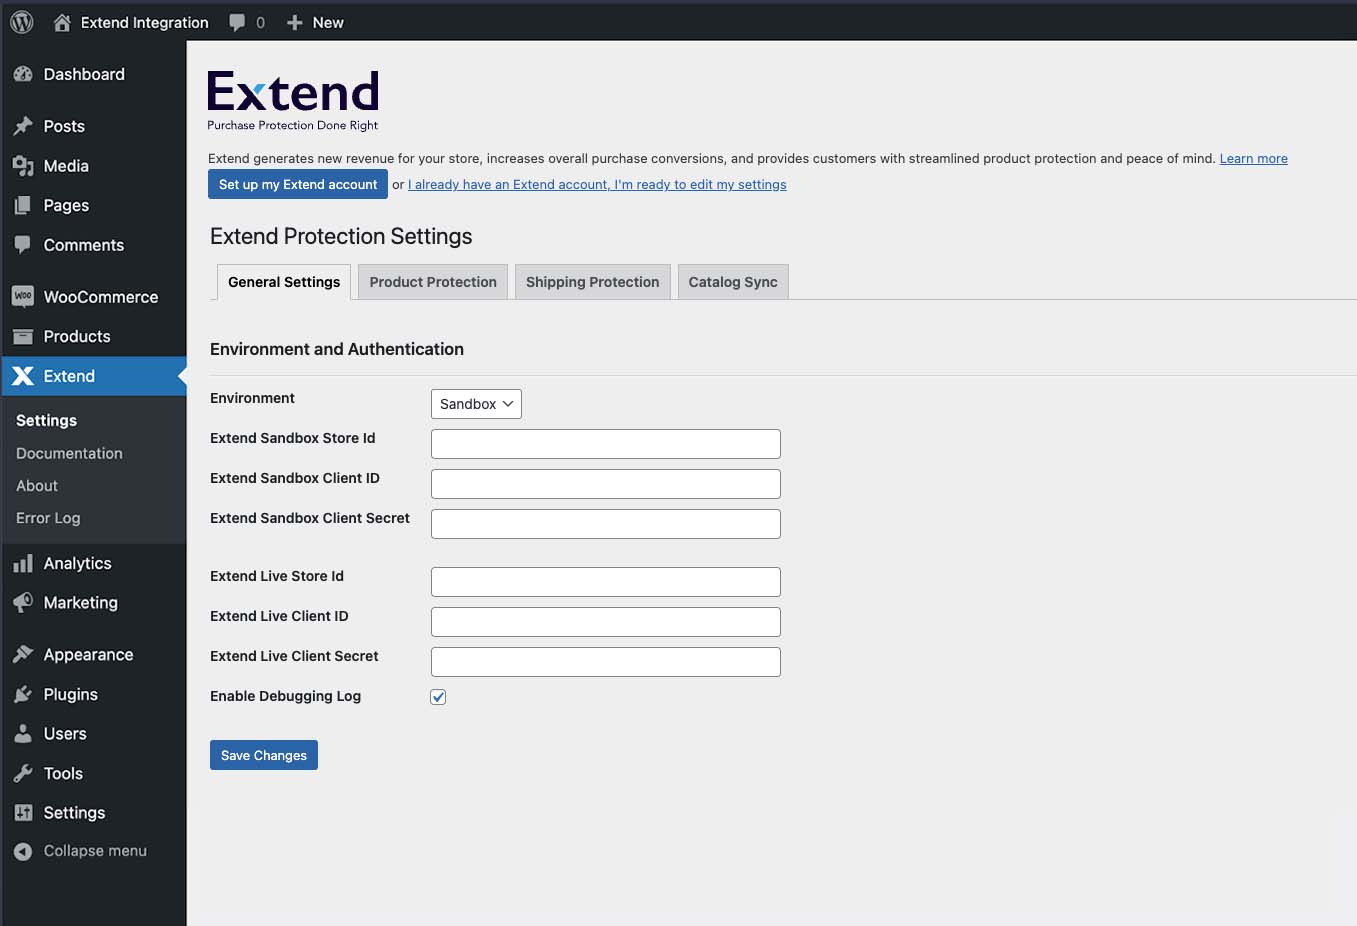 Extend Integration 0 New
Dashboard
Posts
Media
Pages
Comments
WOO WooCommerce
Products
Extend
Settings
Documentation
About
Error Log
Analytics
Marketing
Appearance
Plugins
Users
Tools
Settings
Collapse menu
Extend
Purchase Protection Done Right
Extend generates new revenue for your store, increases overall purchase conversions, and provides customers with streamlined product protection and peace of mind. Learn more
Set up my Extend account or I already have an Extend account, I'm ready to edit my settings
Extend Protection Settings
General Settings Product Protection Shipping Protection Catalog Sync
Environment and Authentication
Environment Sandbox
Extend Sandbox Store Id
Extend Sandbox Client ID
Extend Sandbox Client Secret
Extend Live Store Id
Extend Live Client ID
Extend Live Client Secret
Enable Debugging Log
Save Changes